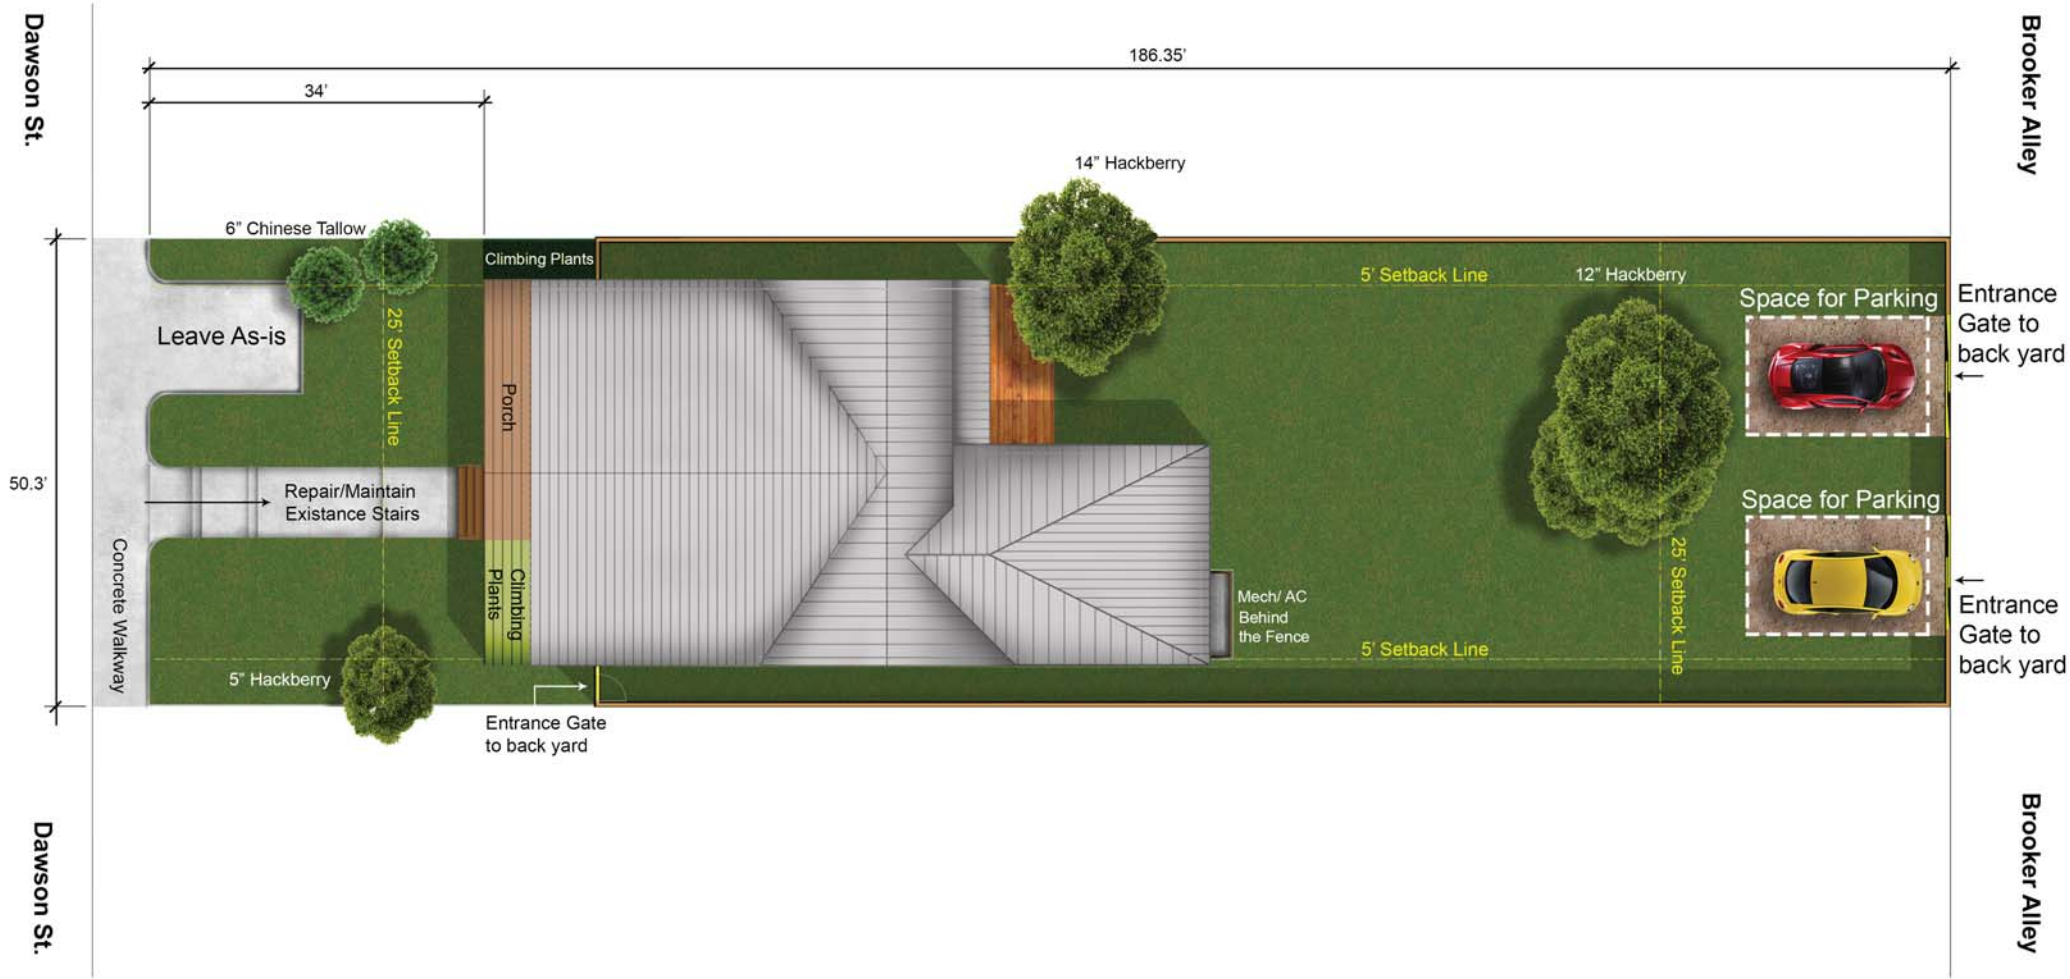 Dawson St.
Brooker Alley
186.35'
34'
14” Hackberry
6” Chinese Tallow
Climbing Plants
5' Setback Line
12” Hackberry
Space for Parking
Entrance
Gate to
back yard
Leave As-is
25' Setback Line
Porch
50.3'
Repair/Maintain
Existance Stairs
Space for Parking
Concrete Walkway
Climbing
Plants
25' Setback Line
Mech/ AC
Behind
the Fence
Entrance
Gate to
back yard
5' Setback Line
5” Hackberry
Entrance Gate
to back yard
Dawson St.
Brooker Alley